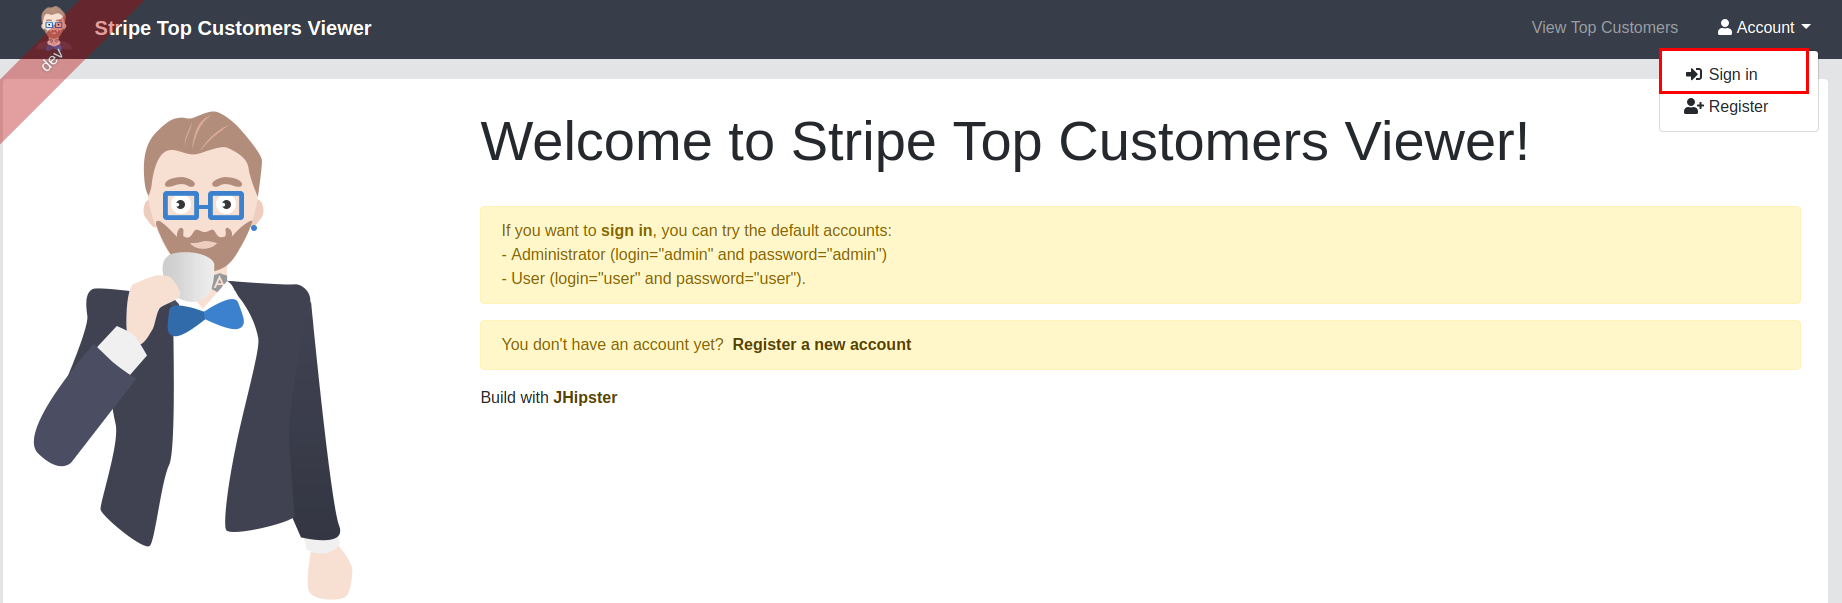 Stripe Top Customers Viewer
View Top Customers
Account
dev
Sign in
Register
Welcome to Stripe Top Customers Viewer!
If you want to sign in, you can try the default accounts:
- Administrator (login="admin" and password="admin")
- User (login="user" and password="user").
You don't have an account yet?  Register a new account
Build with JHipster